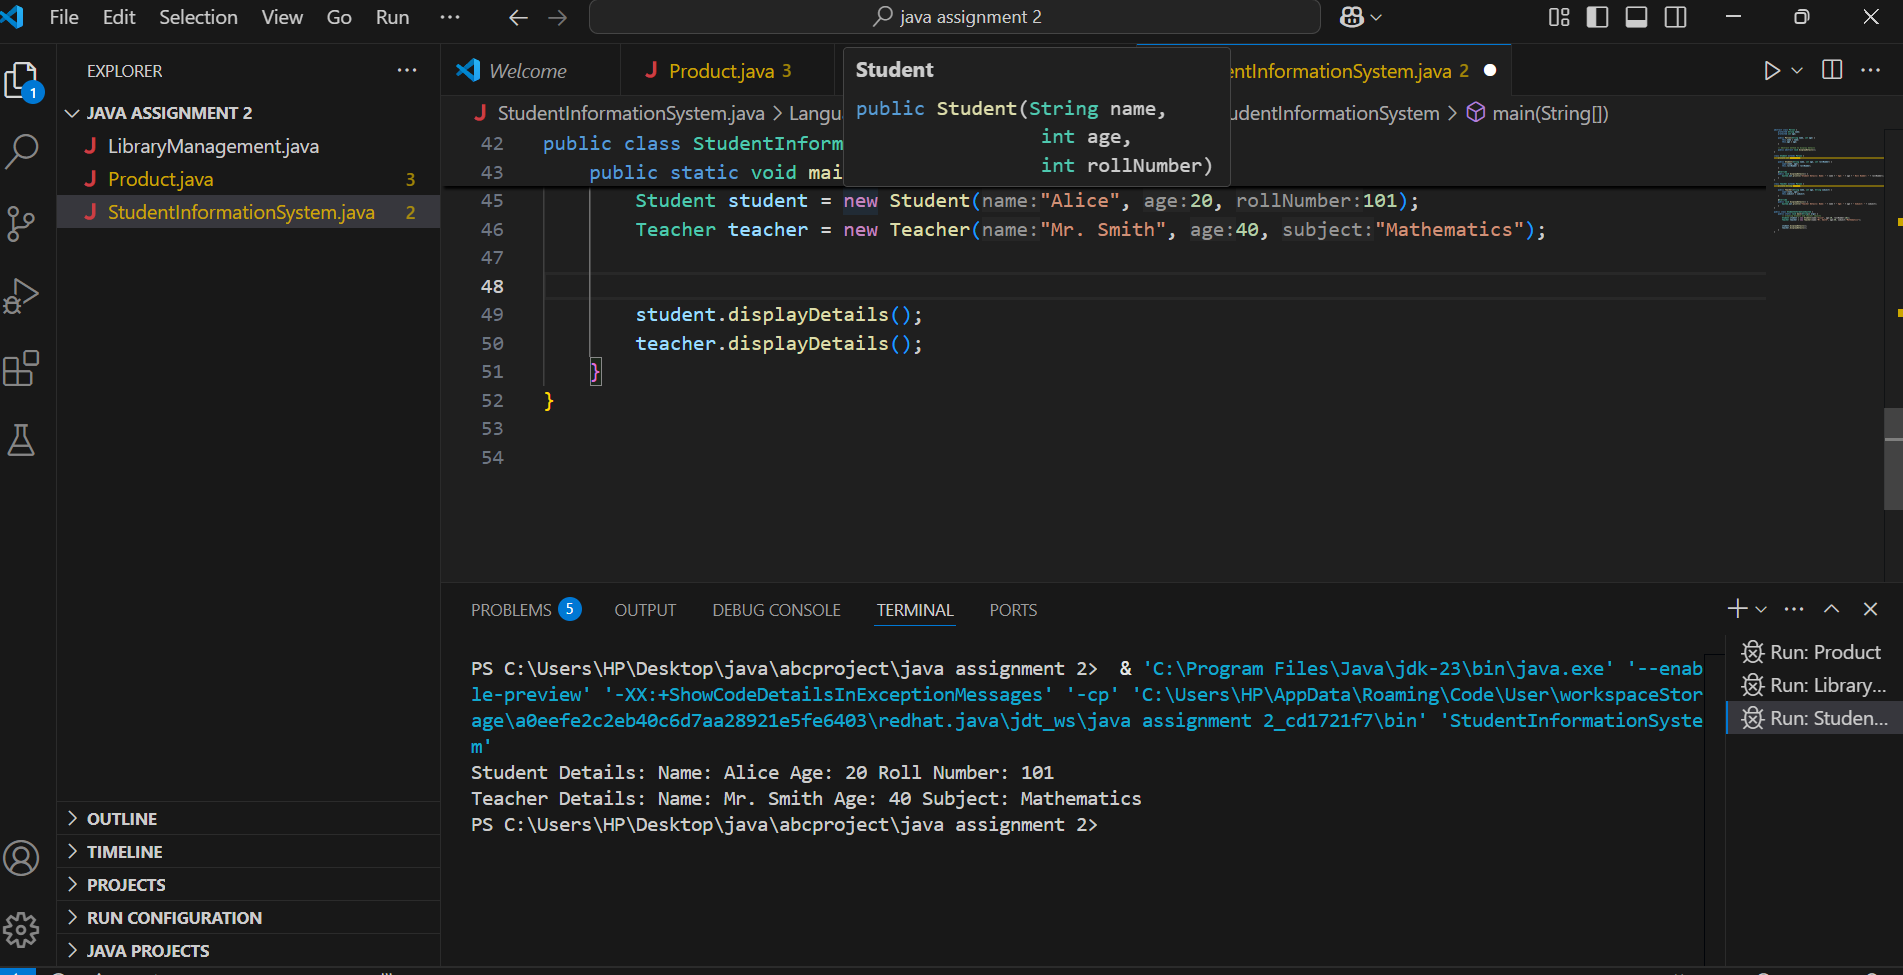 File Edit Selection View Go Run ··· java assignment 2
EXPLORER ···
1
JAVA ASSIGNMENT 2
LibraryManagement.java
Product.java 3
StudentInformationSystem.java 2
OUTLINE
TIMELINE
PROJECTS
RUN CONFIGURATION
JAVA PROJECTS
Welcome Product.java 3 entInformationSystem.java 2
StudentInformationSystem.java > Langu udentInformationSystem > main(String[])
Student
public Student(String name,
int age,
int rollNumber)
42 public class StudentInform
43 public static void mai
45 Student student = new Student(name:"Alice", age:20, rollNumber:101);
46 Teacher teacher = new Teacher(name:"Mr. Smith", age:40, subject:"Mathematics");
47
48
49 student.displayDetails();
50 teacher.displayDetails();
51 }
52 }
53
54
PROBLEMS 5 OUTPUT DEBUG CONSOLE TERMINAL PORTS
PS C:\Users\HP\Desktop\java\abcproject\java assignment 2> & 'C:\Program Files\Java\jdk-23\bin\java.exe' '--enab
le-preview' '-XX:+ShowCodeDetailsInExceptionMessages' '-cp' 'C:\Users\HP\AppData\Roaming\Code\User\workspaceStor
age\a0eefe2c2eb40c6d7aa28921e5fe6403\redhat.java\jdt_ws\java assignment 2_cd1721f7\bin' 'StudentInformationSyste
m'
Student Details: Name: Alice Age: 20 Roll Number: 101
Teacher Details: Name: Mr. Smith Age: 40 Subject: Mathematics
PS C:\Users\HP\Desktop\java\abcproject\java assignment 2>
Run: Product
Run: Library...
Run: Studen...